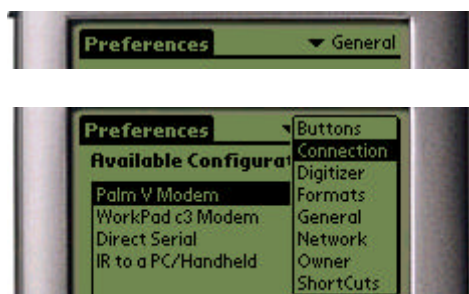 Preferences General
Preferences Buttons
Available Configurat Connection
Digitizer
Palm V Modem Formats
WorkPad c3 Modem General
Direct Serial Network
IR to a PC/Handheld Owner
ShortCuts